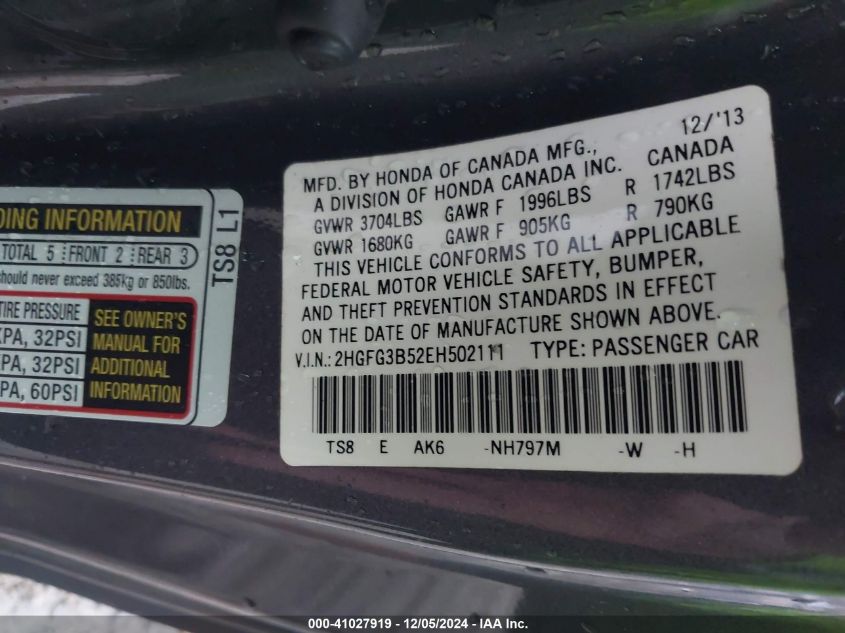 DING INFORMATION
TOTAL 5 FRONT 2 REAR 3
hould never exceed 385kg or 850lbs.
TIRE PRESSURE
KPA, 32PSI
KPA, 32PSI
PA, 60PSI
SEE OWNER'S
MANUAL FOR
ADDITIONAL
INFORMATION
TS8 L1
12/'13
MFD. BY HONDA OF CANADA MFG.,
A DIVISION OF HONDA CANADA INC. CANADA
GVWR 3704LBS GAWR F 1996LBS R 1742LBS
GVWR 1680KG GAWR F 905KG R 790KG
THIS VEHICLE CONFORMS TO ALL APPLICABLE
FEDERAL MOTOR VEHICLE SAFETY, BUMPER,
AND THEFT PREVENTION STANDARDS IN EFFECT
ON THE DATE OF MANUFACTURE SHOWN ABOVE.
V.I.N.: 2HGFG3B52EH502111 TYPE: PASSENGER CAR
TS8 E AK6 -NH797M -W -H
000-41027919 - 12/05/2024 - IAA Inc.